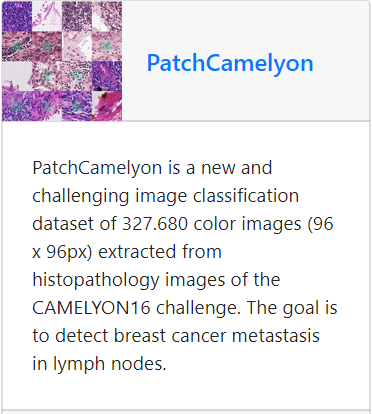 PatchCamelyon
PatchCamelyon is a new and
challenging image classification
dataset of 327.680 color images (96
x 96px) extracted from
histopathology images of the
CAMELYON16 challenge. The goal is
to detect breast cancer metastasis
in lymph nodes.